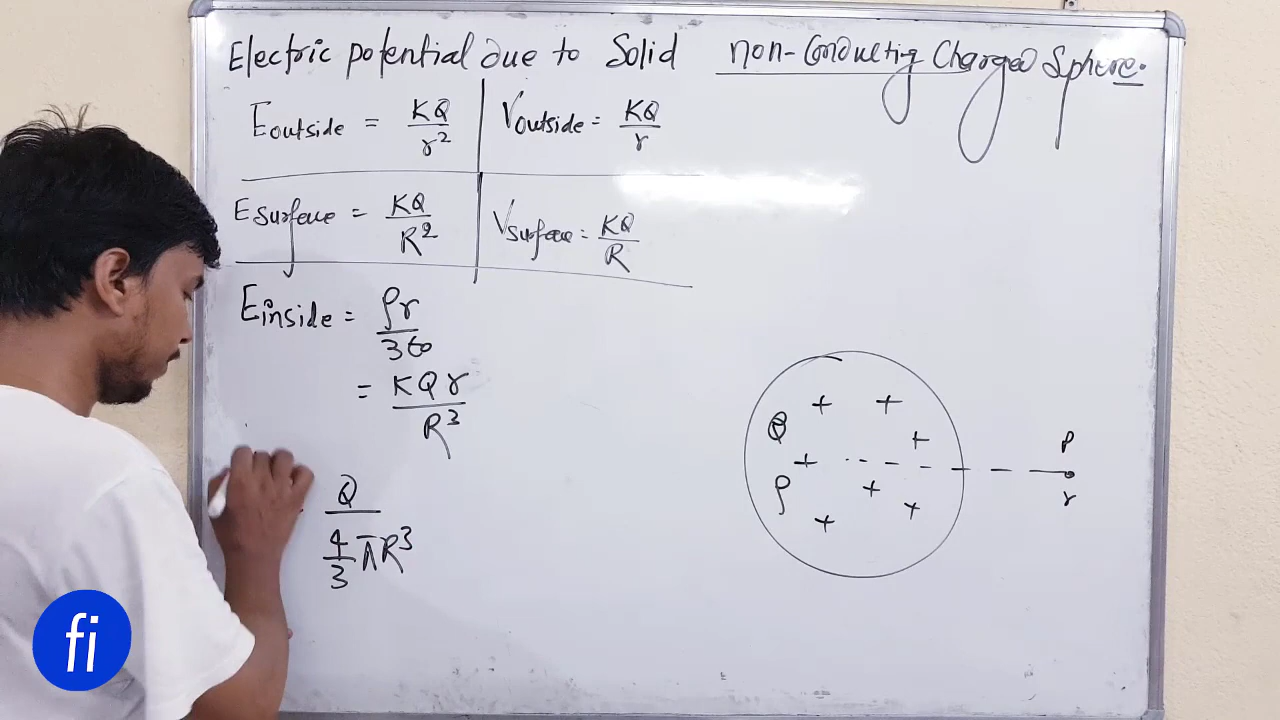 Electric potential due to Solid non-Conducting Charged Sphere.
Eoutside = KQ/r²
Voutside = KQ/r
Esurface = KQ/R²
Vsurface = KQ/R
Einside = ρr/3ϵo
= KQr/R³
Q/(4/3 πR³)
Q
ρ
P
r
+ + + + + + +
fi